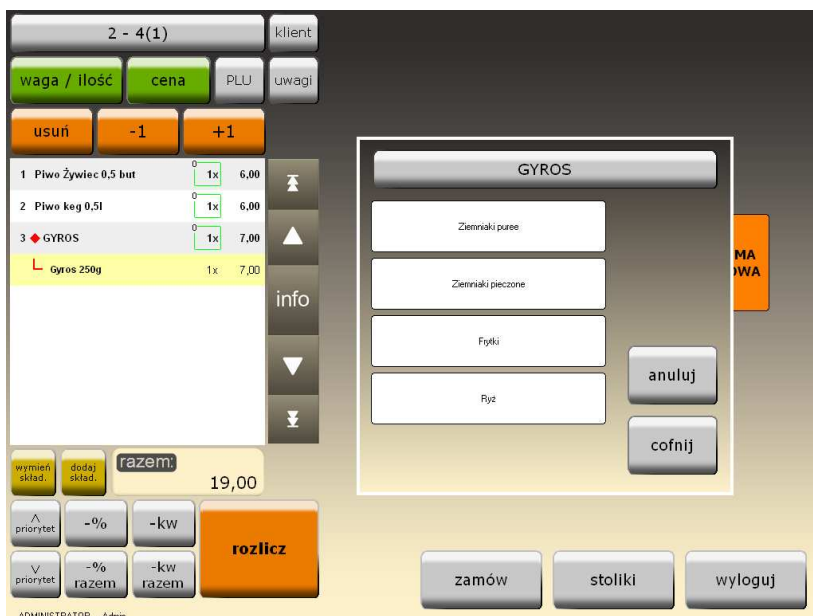 2 - 4(1)
klient
waga / ilość
cena
PLU
uwagi
usuń
-1
+1
1 Piwo Żywiec 0,5 but 0 1x 6,00
2 Piwo keg 0,5l 0 1x 6,00
3 GYROS 0 1x 7,00
Gyros 250g 1x 7,00
info
wymień
skład.
dodaj
skład.
razem:
19,00
priorytet
-%
-kw
rozlicz
priorytet
-%
razem
-kw
razem
GYROS
Ziemniaki puree
Ziemniaki pieczone
Frytki
Ryż
anuluj
cofnij
MA
OWA
zamów
stoliki
wyloguj
ADMINISTRATOR Admin